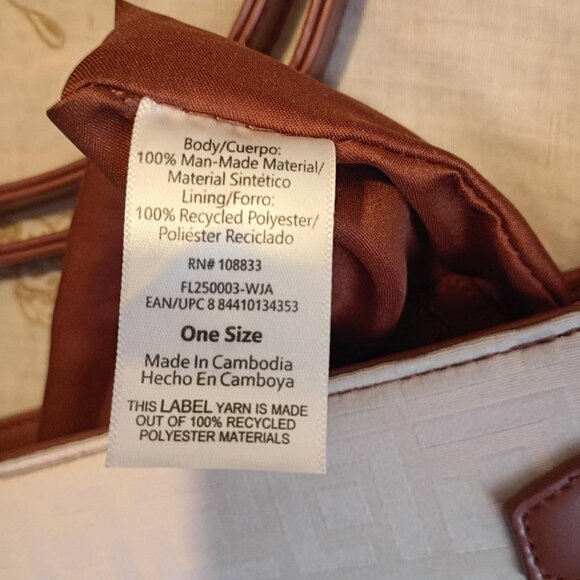 Body/Cuerpo:
100% Man-Made Material/
Material Sintético
Lining/Forro:
100% Recycled Polyester/
Poliéster Reciclado
RN# 108833
FL250003-WJA
EAN/UPC 8 84410134353
One Size
Made In Cambodia
Hecho En Camboya
THIS LABEL YARN IS MADE
OUT OF 100% RECYCLED
POLYESTER MATERIALS